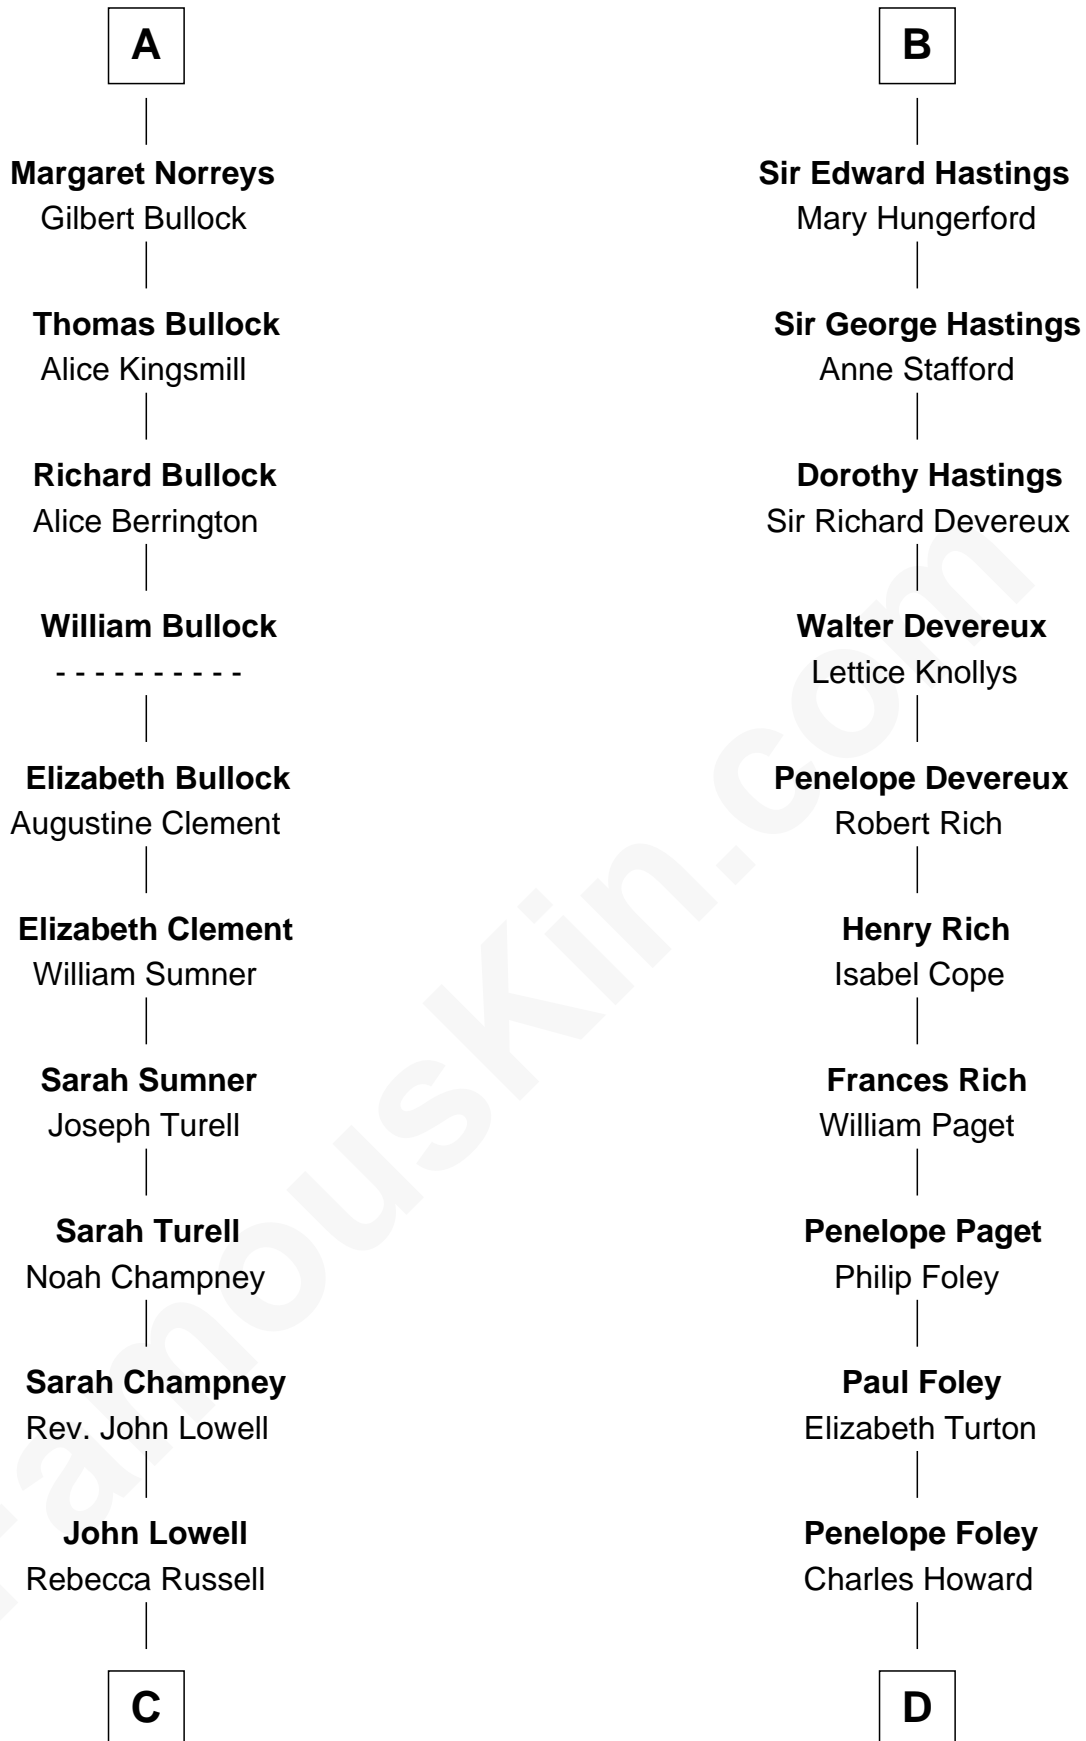 A
Margaret Norreys
Gilbert Bullock
Thomas Bullock
Alice Kingsmill
Richard Bullock
Alice Berrington
William Bullock
- - - - - - - - - -
Elizabeth Bullock
Augustine Clement
Elizabeth Clement
William Sumner
Sarah Sumner
Joseph Turell
Sarah Turell
Noah Champney
Sarah Champney
Rev. John Lowell
John Lowell
Rebecca Russell
C
B
Sir Edward Hastings
Mary Hungerford
Sir George Hastings
Anne Stafford
Dorothy Hastings
Sir Richard Devereux
Walter Devereux
Lettice Knollys
Penelope Devereux
Robert Rich
Henry Rich
Isabel Cope
Frances Rich
William Paget
Penelope Paget
Philip Foley
Paul Foley
Elizabeth Turton
Penelope Foley
Charles Howard
D
FamousKin.com